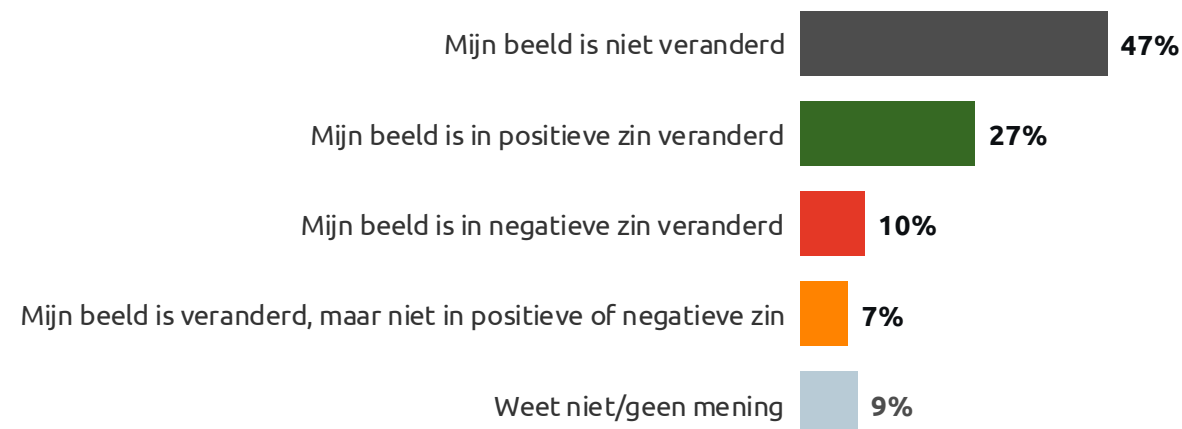 Mijn beeld is niet veranderd 47%
Mijn beeld is in positieve zin veranderd 27%
Mijn beeld is in negatieve zin veranderd 10%
Mijn beeld is veranderd, maar niet in positieve of negatieve zin 7%
Weet niet/geen mening 9%